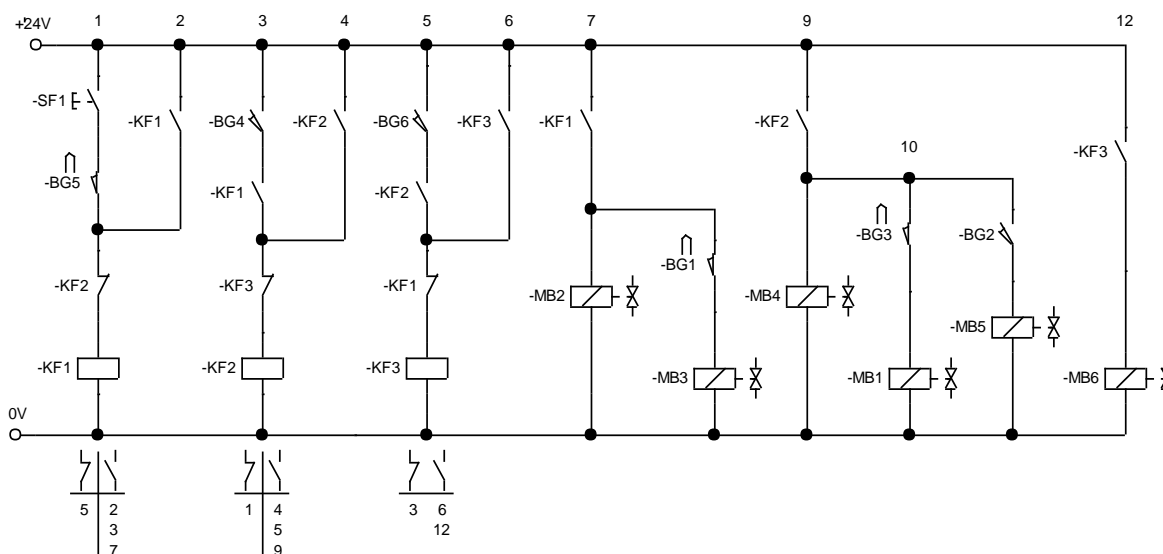 +24V 1 2 3 4 5 6 7 9 12
-SF1 -KF1 -BG4 -KF2 -BG6 -KF3 -KF1 -KF2
10
-KF3
-BG5 -KF1 -KF2
-BG3 -BG2
-BG1
-KF2 -KF3 -KF1
-MB2 -MB4
-MB5
-KF1 -KF2 -KF3 -MB3 -MB1 -MB6
0V
5 2 1 4 3 6
3 5 12
7 9